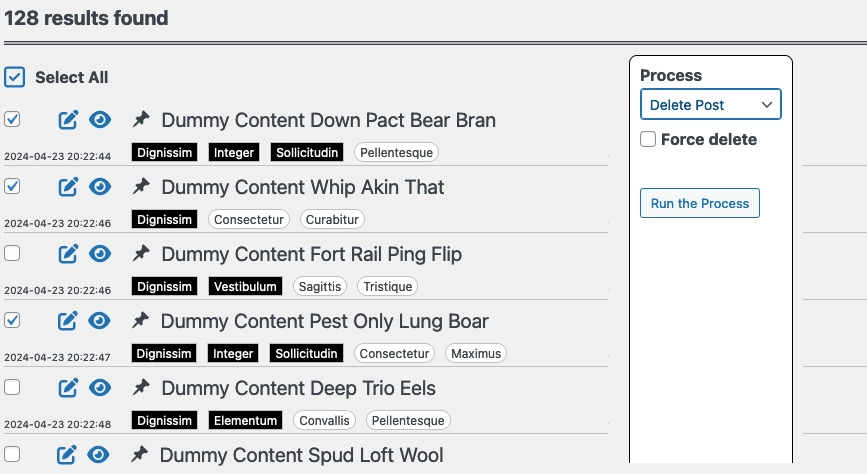 128 results found
Select All
Dummy Content Down Pact Bear Bran
2024-04-23 20:22:44 Dignissim Integer Sollicitudin Pellentesque
Dummy Content Whip Akin That
2024-04-23 20:22:46 Dignissim Consectetur Curabitur
Dummy Content Fort Rail Ping Flip
2024-04-23 20:22:46 Dignissim Vestibulum Sagittis Tristique
Dummy Content Pest Only Lung Boar
2024-04-23 20:22:47 Dignissim Integer Sollicitudin Consectetur Maximus
Dummy Content Deep Trio Eels
2024-04-23 20:22:48 Dignissim Elementum Convallis Pellentesque
Dummy Content Spud Loft Wool
Process
Delete Post
Force delete
Run the Process